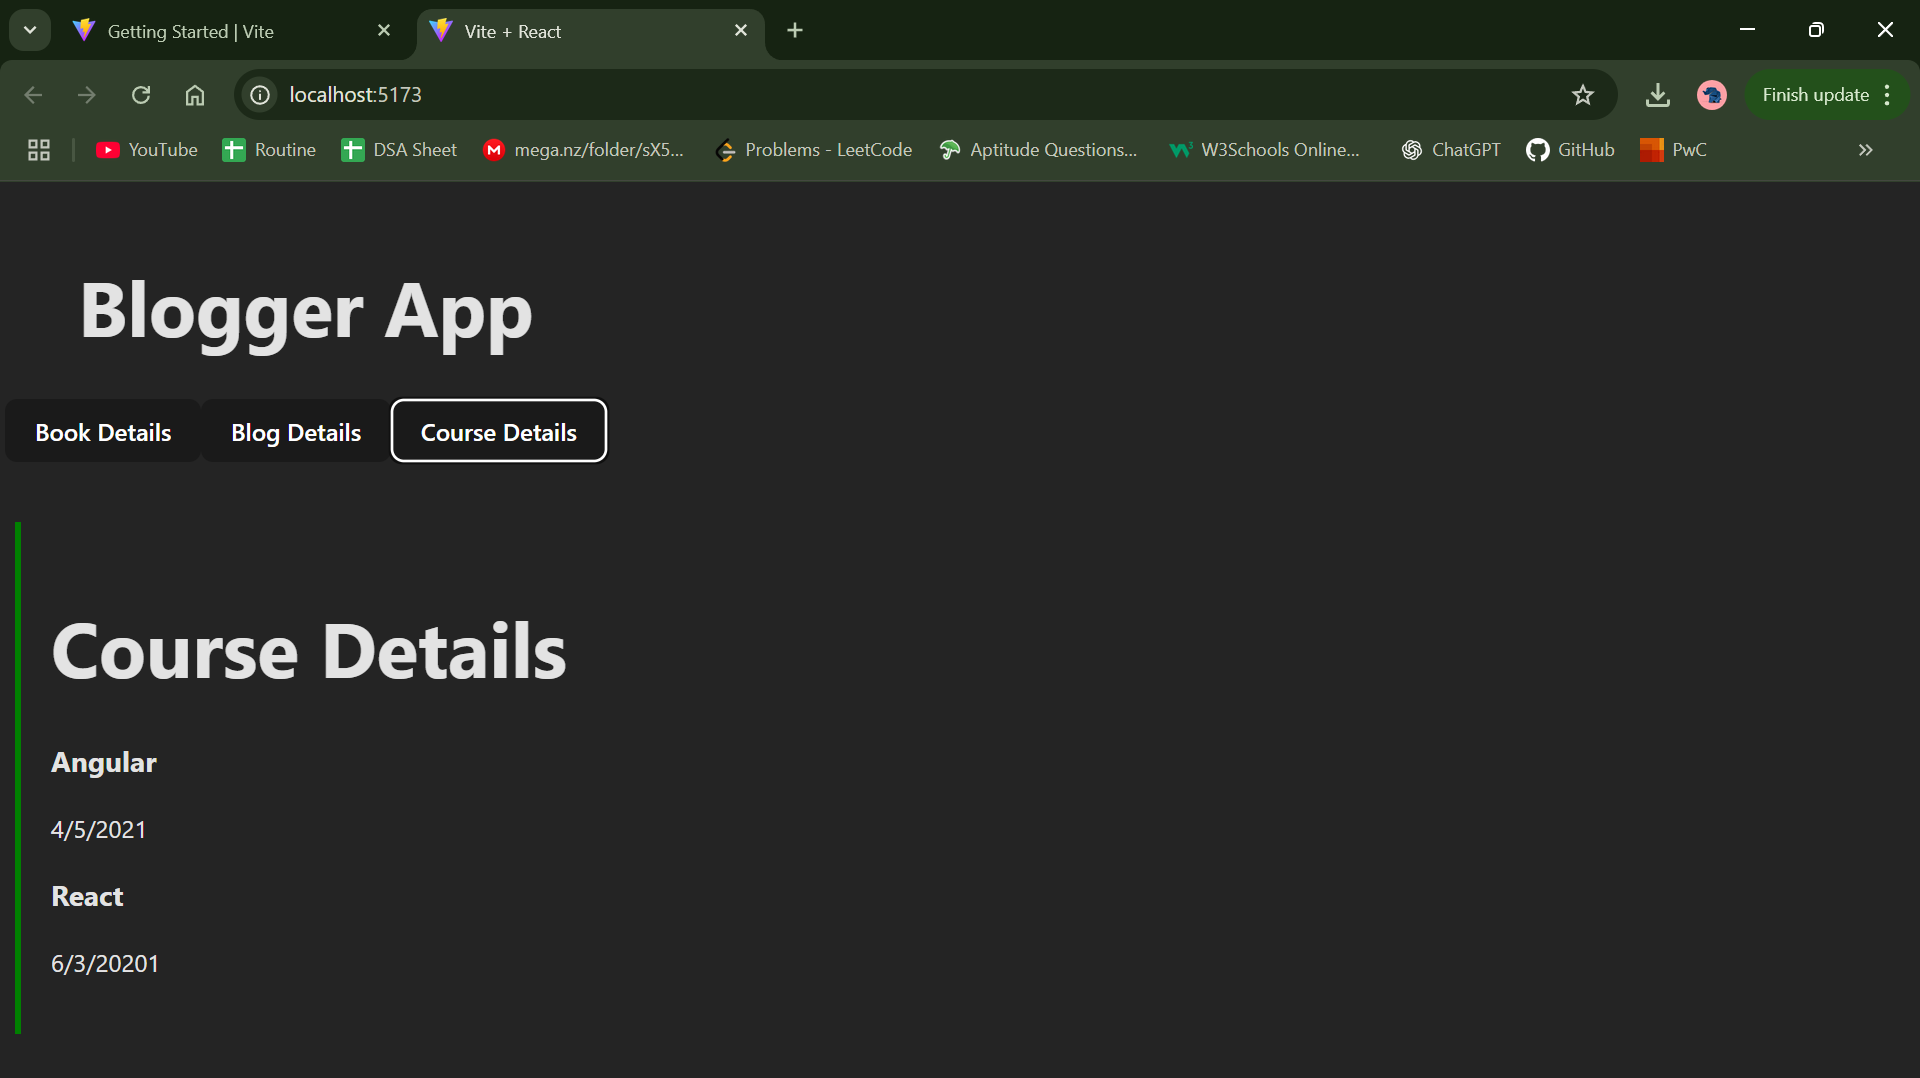 Getting Started | Vite
Vite + React
localhost:5173
Finish update
YouTube
Routine
DSA Sheet
mega.nz/folder/sX5...
Problems - LeetCode
Aptitude Questions...
W3Schools Online...
ChatGPT
GitHub
PwC
Blogger App
Book Details
Blog Details
Course Details
Course Details
Angular
4/5/2021
React
6/3/20201